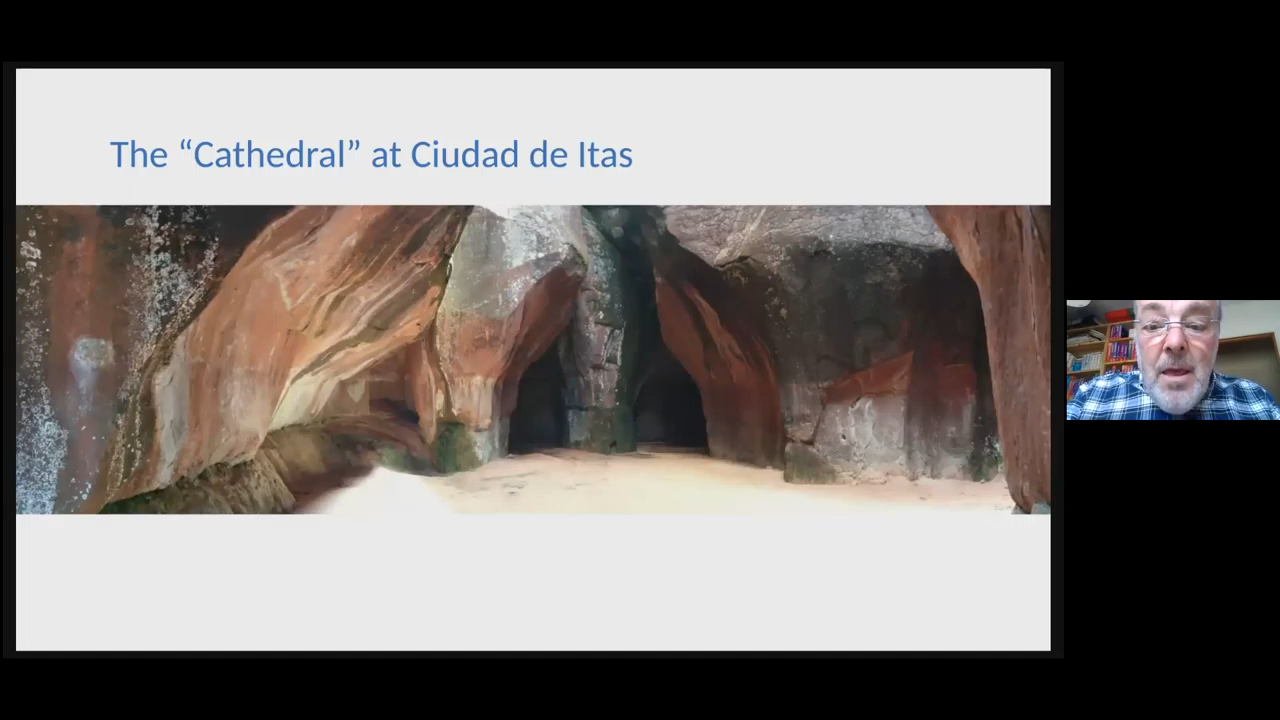 The “Cathedral” at Ciudad de Itas